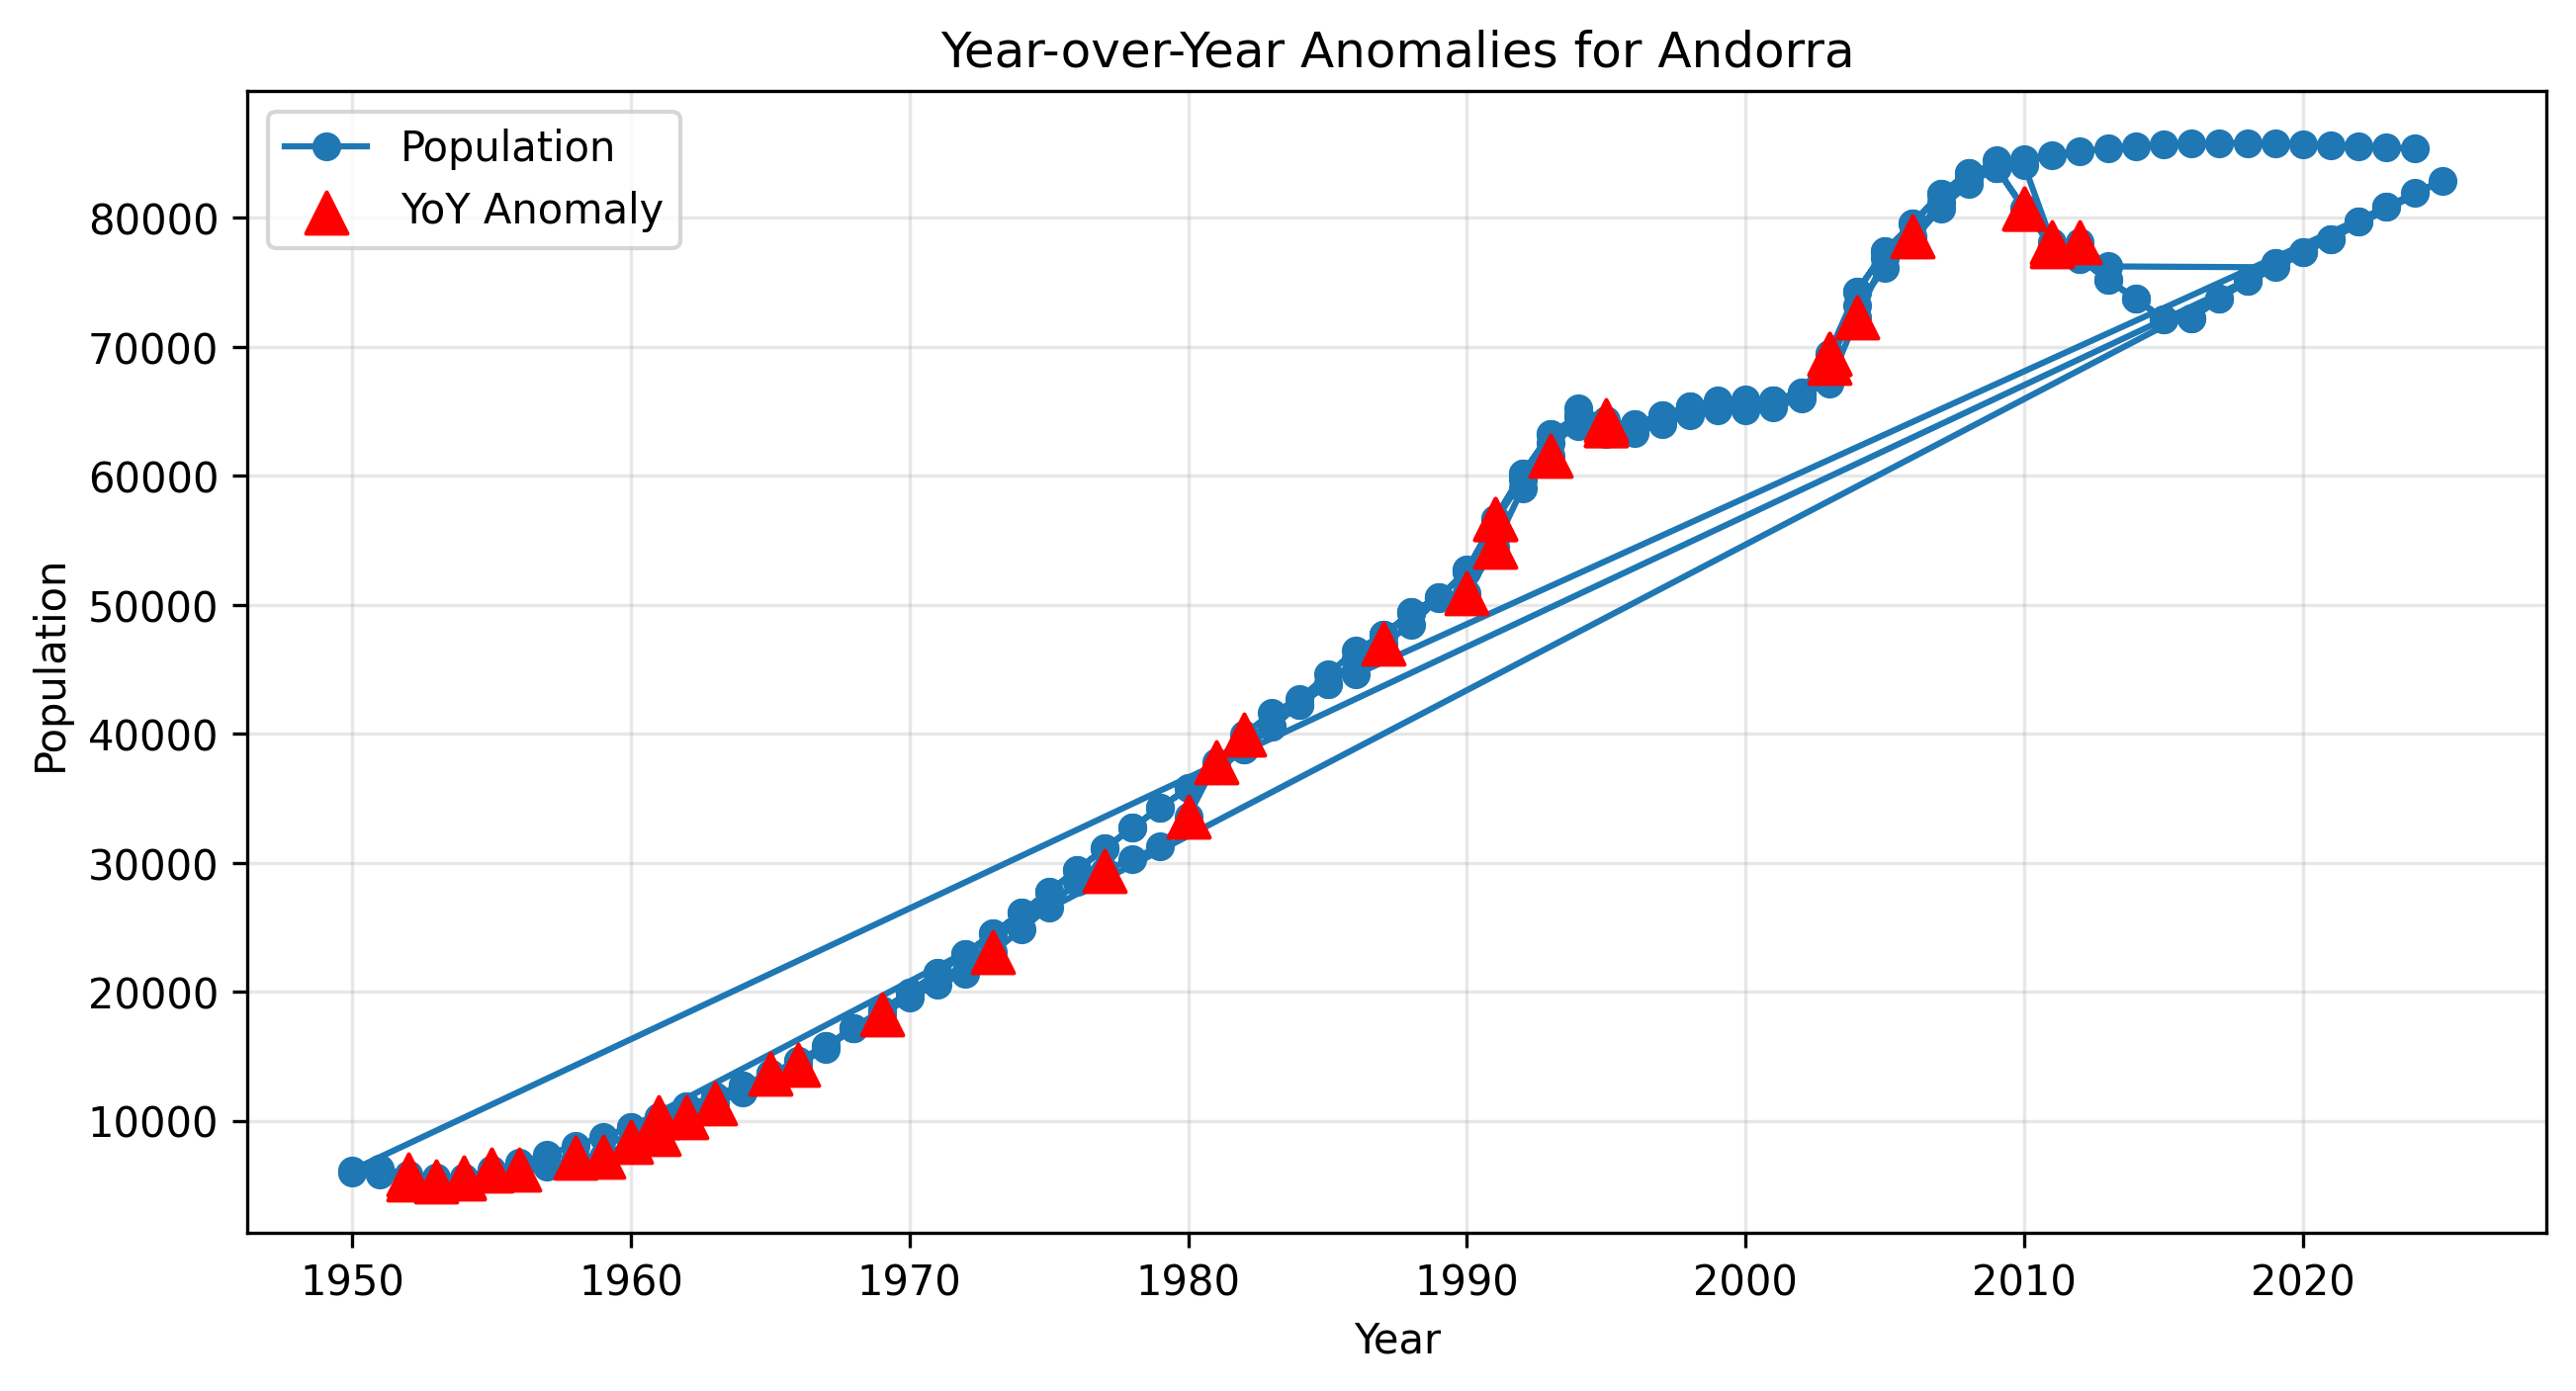 Year-over-Year Anomalies for Andorra
Population
YoY Anomaly
80000
70000
60000
50000
40000
30000
20000
10000
Population
1950 1960 1970 1980 1990 2000 2010 2020
Year